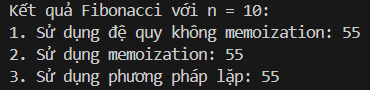 Kết quả Fibonacci với n = 10:
1. Sử dụng đệ quy không memoization: 55
2. Sử dụng memoization: 55
3. Sử dụng phương pháp lặp: 55